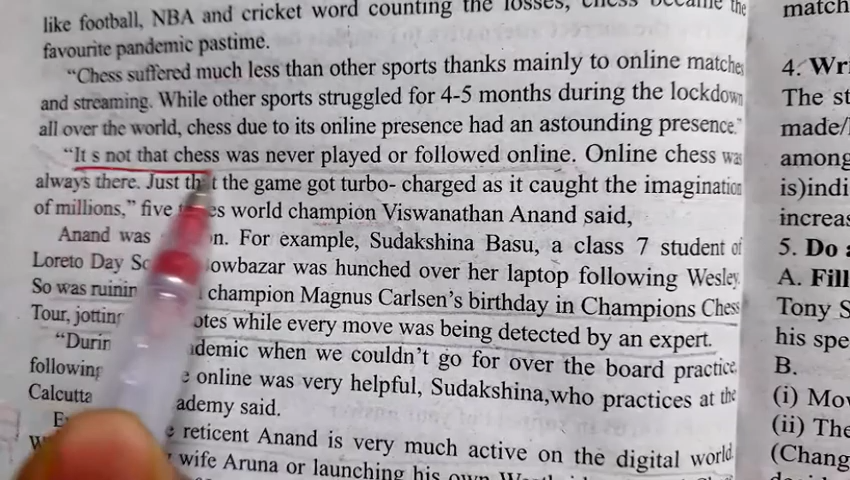 like football, NBA and cricket word counting the losses, chess became the
favourite pandemic pastime.
"Chess suffered much less than other sports thanks mainly to online matches
and streaming. While other sports struggled for 4-5 months during the lockdown
all over the world, chess due to its online presence had an astounding presence."
"It s not that chess was never played or followed online. Online chess was
always there. Just that the game got turbo- charged as it caught the imagination
of millions," five world champion Viswanathan Anand said,
Anand was For example, Sudakshina Basu, a class 7 student of
Loreto Day owbazar was hunched over her laptop following Wesley
So was ruinin champion Magnus Carlsen's birthday in Champions Chess
Tour, jotting otes while every move was being detected by an expert.
"Durin demic when we couldn't go for over the board practice
following online was very helpful, Sudakshina,who practices at the
Calcutta ademy said.
reticent Anand is very much active on the digital world
wife Aruna or launching his own
match
4. Wri
The st
made/
among
is)indi
increas
5. Do a
A. Fill
Tony S
his spe
B.
(i) Mov
(ii) The
(Chang